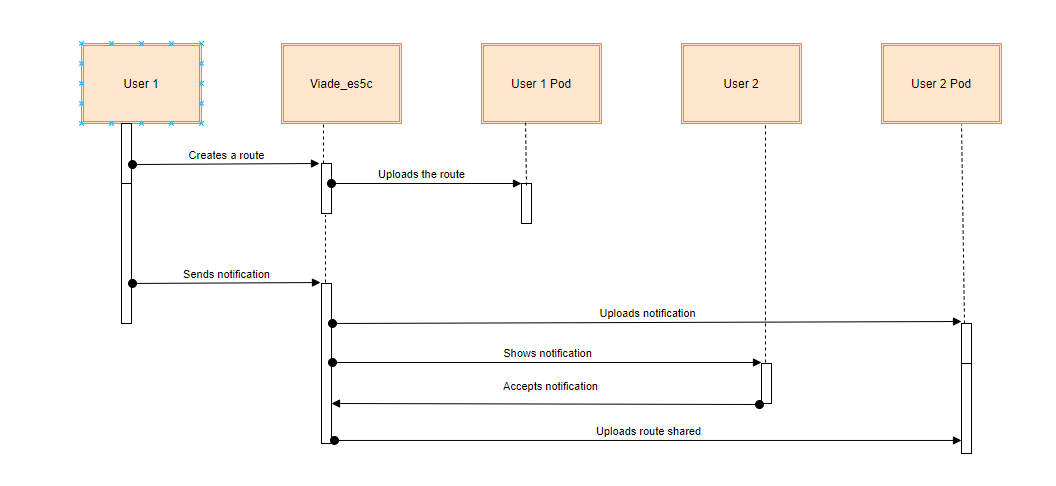 User 1
Viade_es5c
User 1 Pod
User 2
User 2 Pod
Creates a route
Uploads the route
Sends notification
Uploads notification
Shows notification
Accepts notification
Uploads route shared